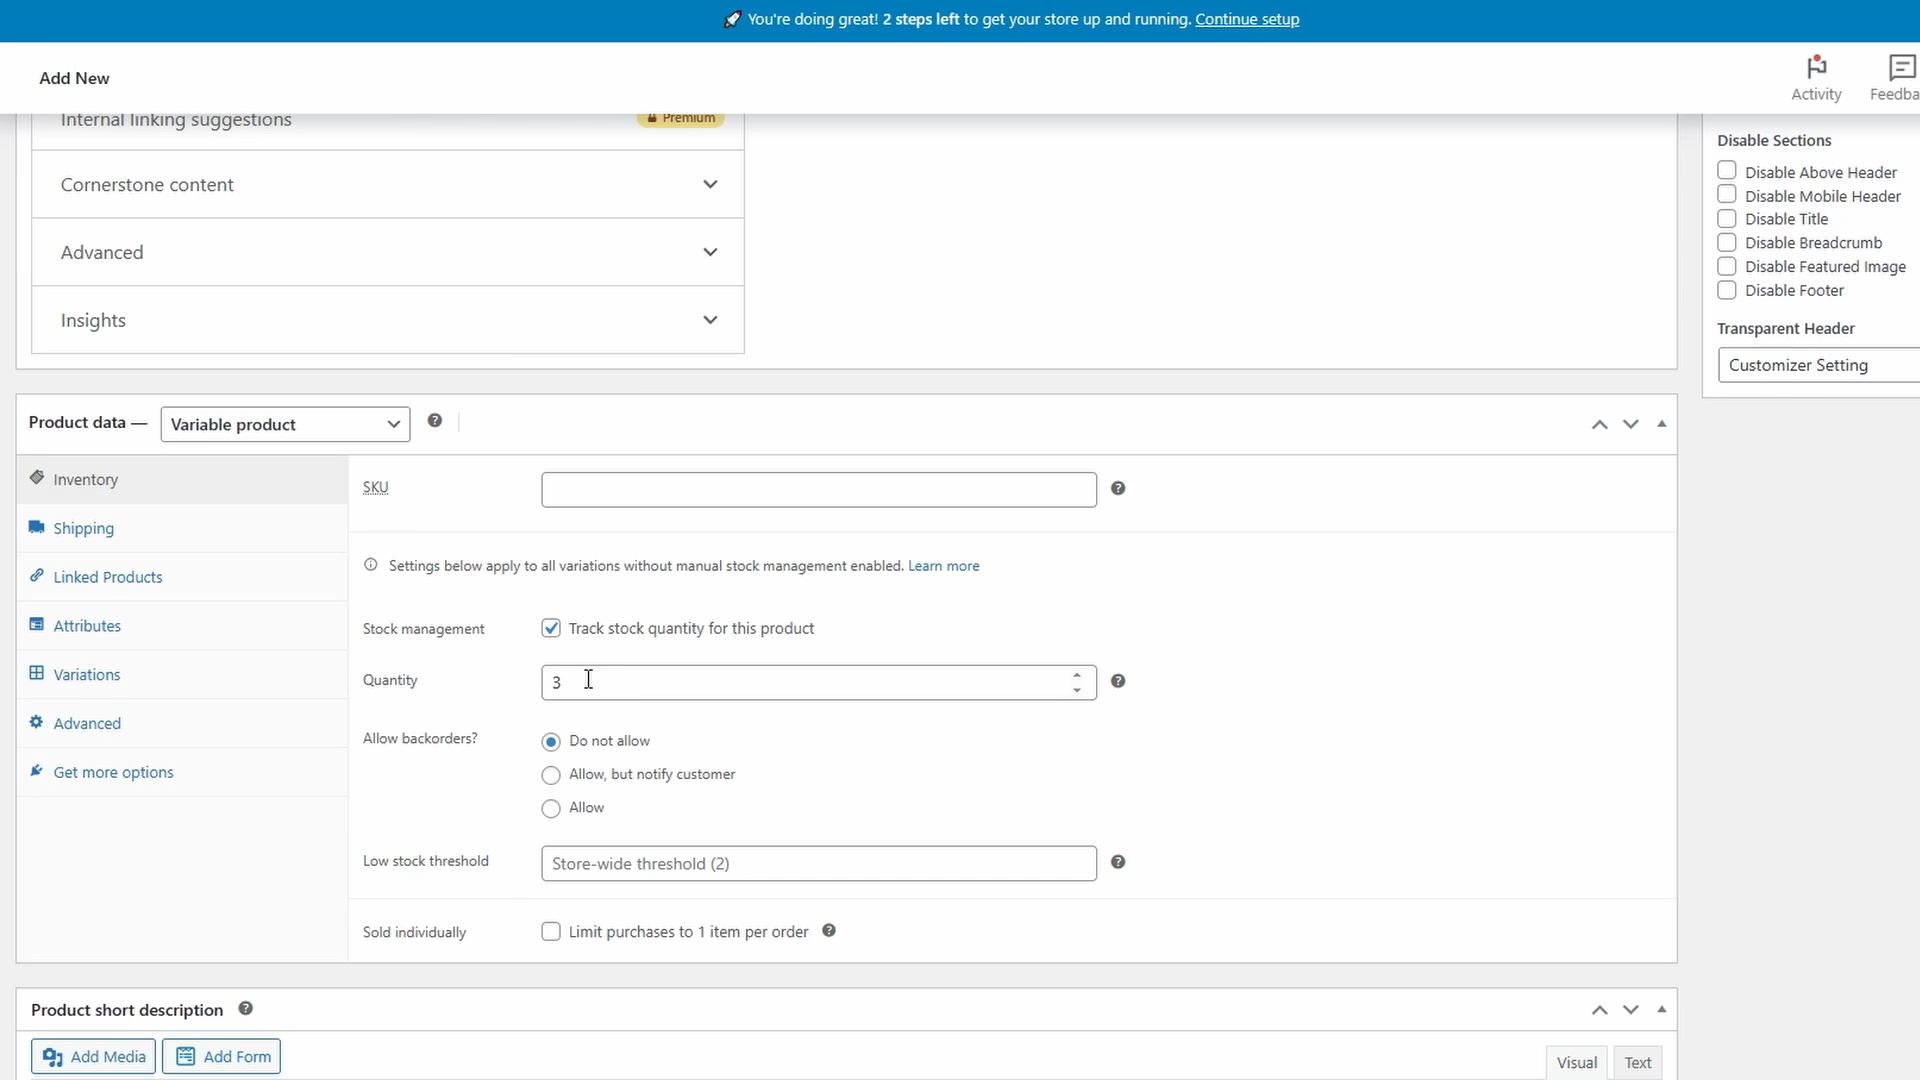 🚀 You're doing great! 2 steps left to get your store up and running. Continue setup
Add New
Activity
Feedba
Internal linking suggestions
Premium
Cornerstone content
Advanced
Insights
Disable Sections
Disable Above Header
Disable Mobile Header
Disable Title
Disable Breadcrumb
Disable Featured Image
Disable Footer
Transparent Header
Customizer Setting
Product data —
Variable product
Inventory
Shipping
Linked Products
Attributes
Variations
Advanced
Get more options
SKU
Settings below apply to all variations without manual stock management enabled. Learn more
Stock management
Track stock quantity for this product
Quantity
3
Allow backorders?
Do not allow
Allow, but notify customer
Allow
Low stock threshold
Store-wide threshold (2)
Sold individually
Limit purchases to 1 item per order
Product short description
Add Media
Add Form
Visual
Text